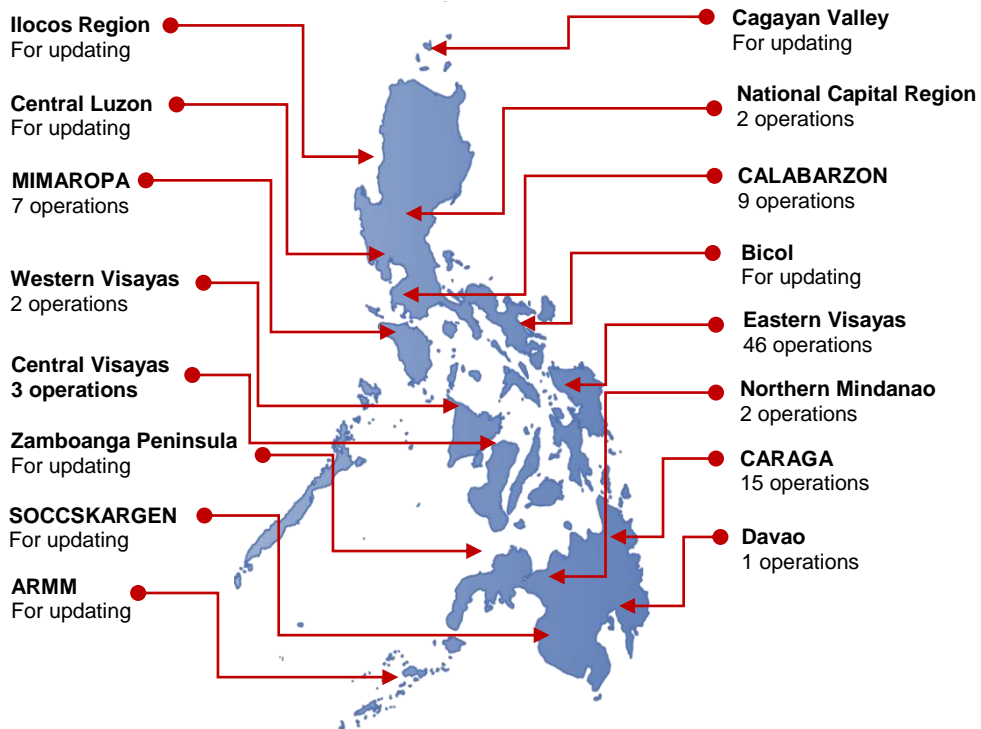 Ilocos Region
For updating
Central Luzon
For updating
MIMAROPA
7 operations
Western Visayas
2 operations
Central Visayas
3 operations
Zamboanga Peninsula
For updating
SOCCSKARGEN
For updating
ARMM
For updating
Cagayan Valley
For updating
National Capital Region
2 operations
CALABARZON
9 operations
Bicol
For updating
Eastern Visayas
46 operations
Northern Mindanao
2 operations
CARAGA
15 operations
Davao
1 operations